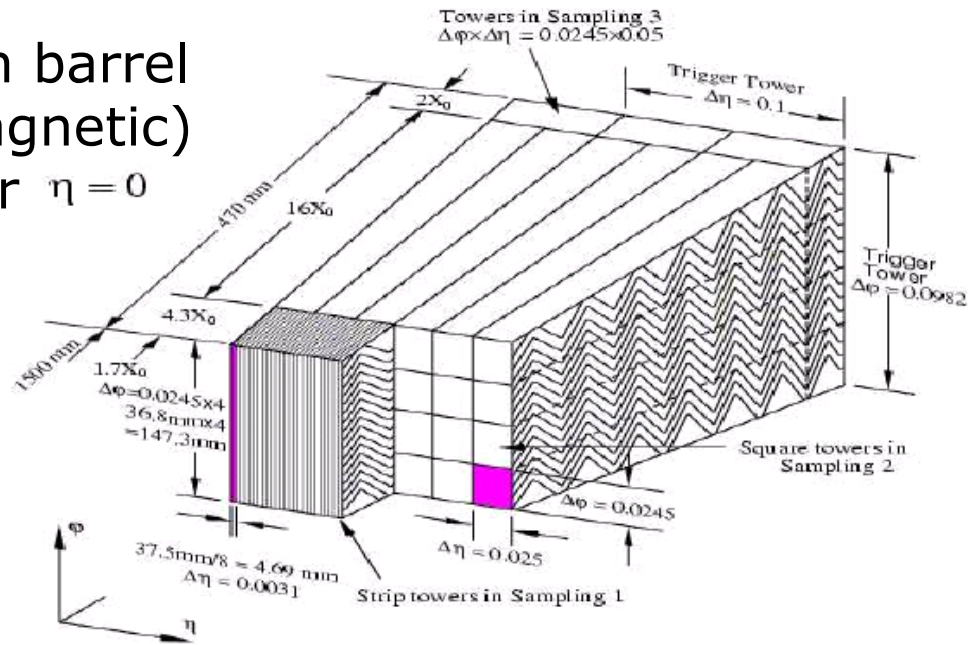 n barrel
agnetic)
r η = 0
Towers in Sampling 3
Δφ×Δη = 0.0245×0.05
Trigger Tower
Δη = 0.1
2X₀
470 mm
16X₀
4.3X₀
1500 mm
1.7X₀
Δφ=0.0245x4
36.8mmx4
=147.3mm
Trigger
Tower
Δφ = 0.0982
Square towers in
Sampling 2
Δφ = 0.0245
Δη = 0.025
37.5mm/8 = 4.69 mm
Δη = 0.0031
Strip towers in Sampling 1
φ
η